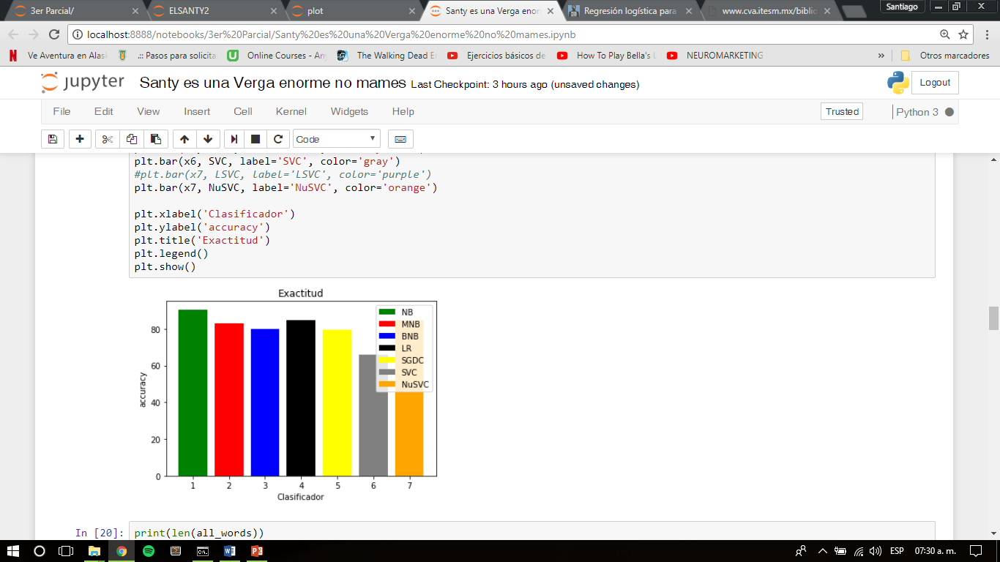 3er Parcial/
ELSANTY2
plot
Santy es una Verga enor
Regresión logística para
www.cva.itesm.mx/biblio
Santiago
localhost:8888/notebooks/3er%20Parcial/Santy%20es%20una%20Verga%20enorme%20no%20mames.ipynb
Ve Aventura en Alas
.:: Pasos para solicita
Online Courses - An
The Walking Dead E
Ejercicios básicos de
How To Play Bella's L
NEUROMARKETING
»
Otros marcadores
jupyter
Santy es una Verga enorme no mames Last Checkpoint: 3 hours ago (unsaved changes)
Logout
File Edit View Insert Cell Kernel Widgets Help
Trusted
Python 3
Code
plt.bar(x6, SVC, label='SVC', color='gray')
#plt.bar(x7, LSVC, label='LSVC', color='purple')
plt.bar(x7, NuSVC, label='NuSVC', color='orange')
plt.xlabel('Clasificador')
plt.ylabel('accuracy')
plt.title('Exactitud')
plt.legend()
plt.show()
Exactitud
NB
MNB
BNB
LR
SGDC
SVC
NuSVC
80
60
40
20
0
accuracy
1 2 3 4 5 6 7
Clasificador
In [20]: print(len(all_words))
ESP
07:30 a. m.